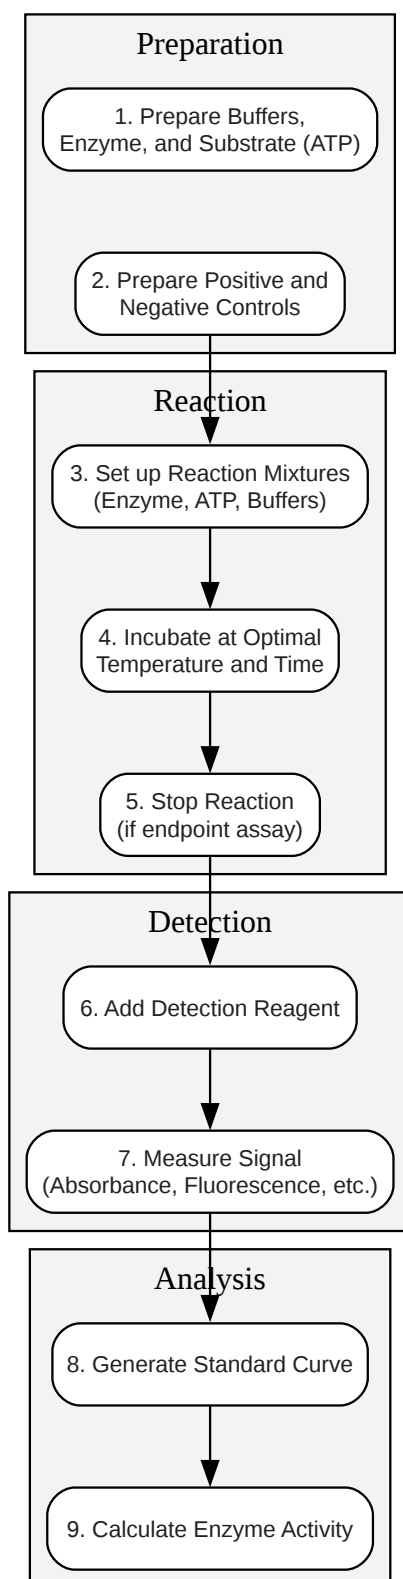 Preparation
1. Prepare Buffers,
Enzyme, and Substrate (ATP)
2. Prepare Positive and
Negative Controls
Reaction
3. Set up Reaction Mixtures
(Enzyme, ATP, Buffers)
4. Incubate at Optimal
Temperature and Time
5. Stop Reaction
(if endpoint assay)
Detection
6. Add Detection Reagent
7. Measure Signal
(Absorbance, Fluorescence, etc.)
Analysis
8. Generate Standard Curve
9. Calculate Enzyme Activity